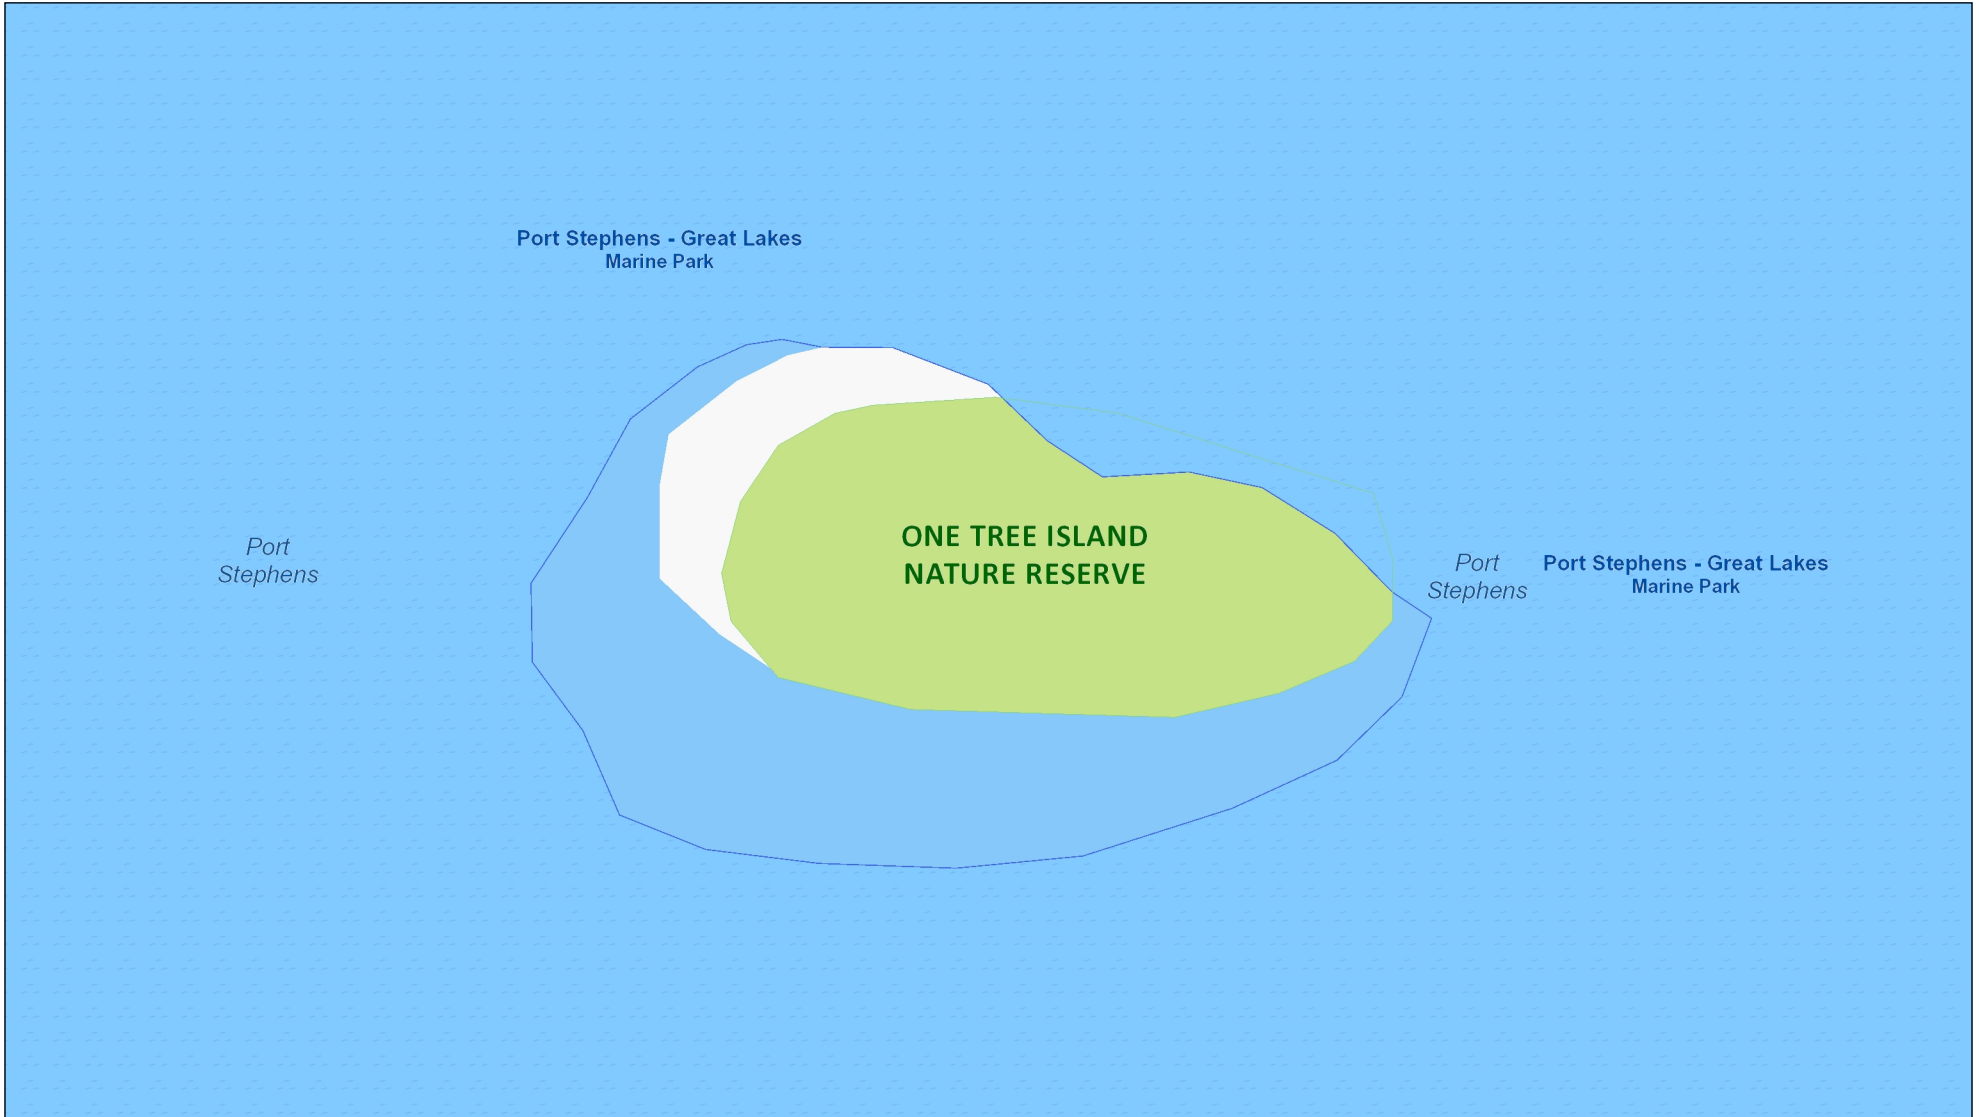 Port Stephens - Great Lakes
Marine Park
Port
Stephens
ONE TREE ISLAND
NATURE RESERVE
Port
Stephens
Port Stephens - Great Lakes
Marine Park